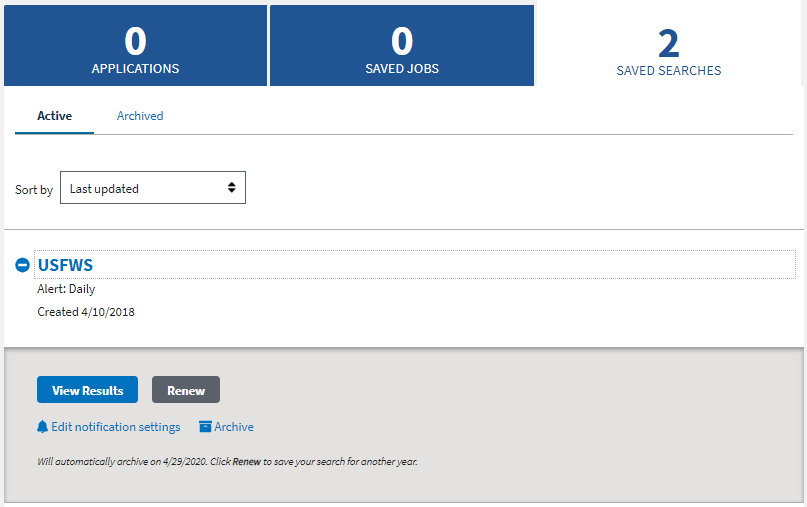 0
APPLICATIONS
0
SAVED JOBS
2
SAVED SEARCHES
Active Archived
Sort by Last updated
USFWS
Alert: Daily
Created 4/10/2018
View Results Renew
Edit notification settings Archive
Will automatically archive on 4/29/2020. Click Renew to save your search for another year.